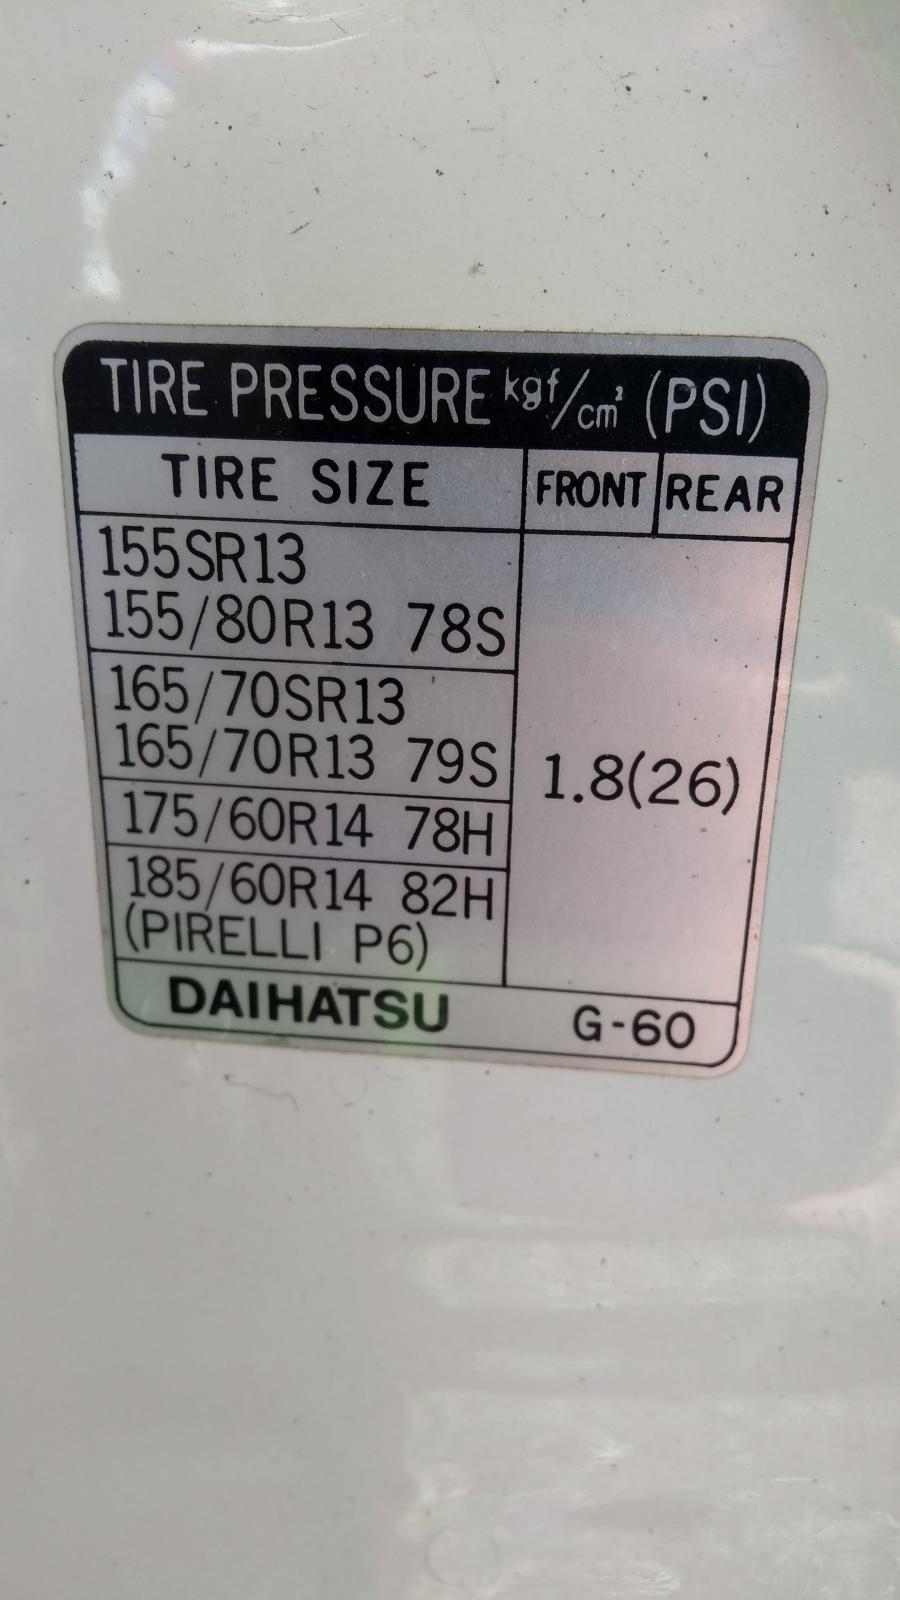 TIRE PRESSURE kgf/cm² (PSI)
TIRE SIZE FRONT REAR
155SR13
155/80R13 78S
165/70SR13
165/70R13 79S
1.8(26)
175/60R14 78H
185/60R14 82H
(PIRELLI P6)
DAIHATSU G-60